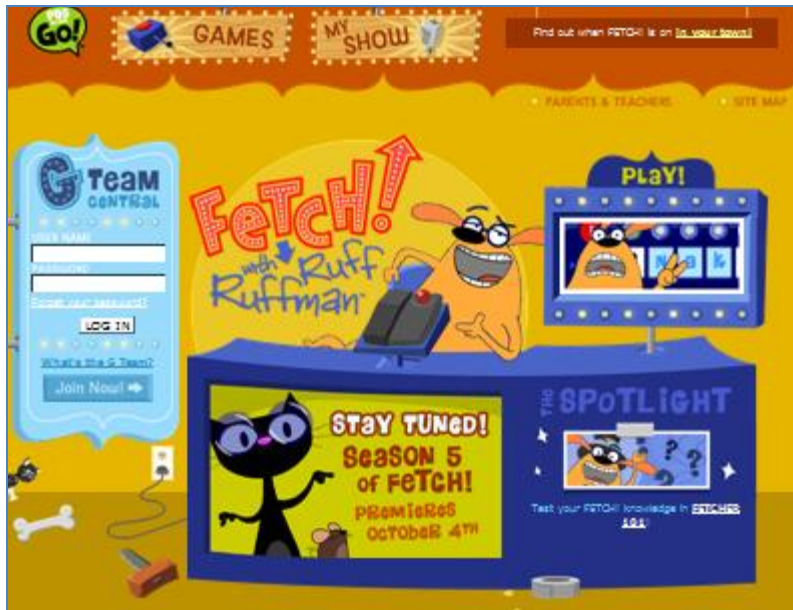 PBS
GO!
GAMES
MY
SHOW
Find out when FETCH! is on in your town!
PARENTS & TEACHERS
SITE MAP
G TEAM
CENTRAL
USER NAME
PASSWORD
Forgot your password?
LOG IN
What's the G Team?
Join Now!
FeTCH!
with Ruff
Ruffman
PLaY!
STaY TUNeD!
SeaSON 5
OF FeTCH!
PReMieReS
OCTOBeR 4TH
THE SPOTLIGHT
Test your FETCH! knowledge in FETCHER
101!